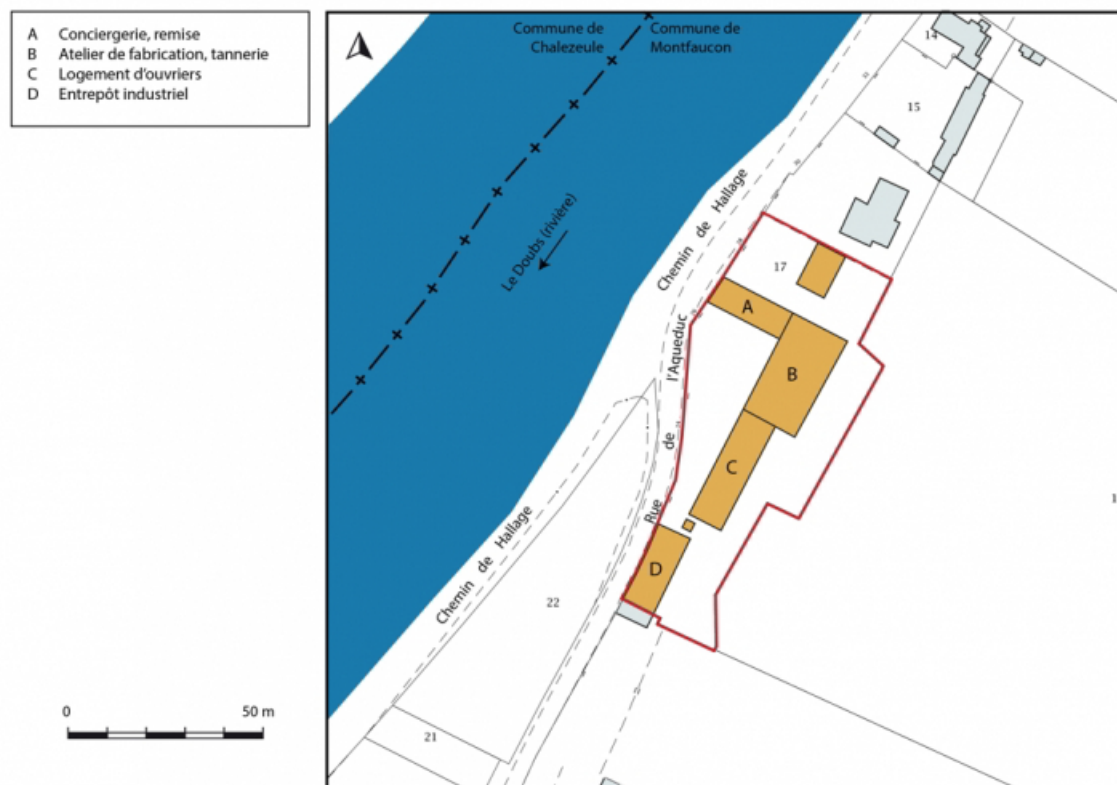 A Conciergerie, remise
B Atelier de fabrication, tannerie
C Logement d'ouvriers
D Entrepôt industriel
Commune de Chalezeule
Commune de Montfaucon
14
15
Le Doubs (rivière)
Chemin de Hallage
17
A
B
C
D
Rue de l'Aqueduc
Chemin de Hallage
22
21
0 50 m